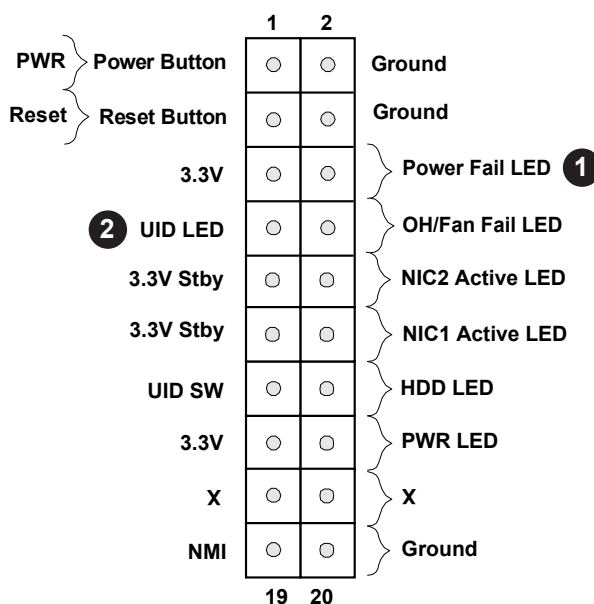 1 2
PWR Power Button Ground
Reset Reset Button Ground
3.3V Power Fail LED 1
2 UID LED OH/Fan Fail LED
3.3V Stby NIC2 Active LED
3.3V Stby NIC1 Active LED
UID SW HDD LED
3.3V PWR LED
X X
NMI Ground
19 20